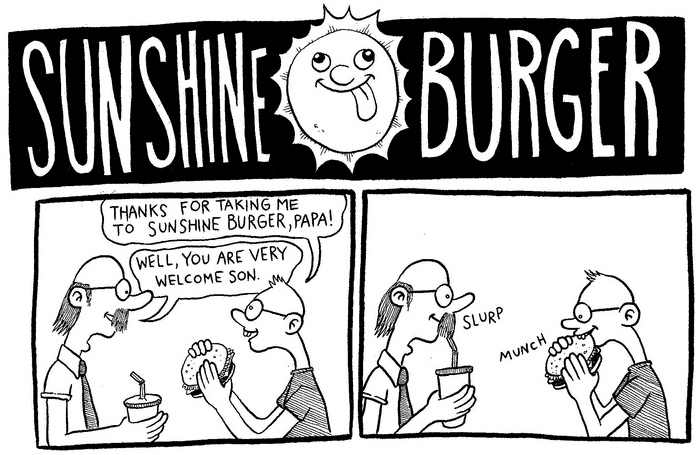 SUNSHINE BURGER
THANKS FOR TAKING ME
TO SUNSHINE BURGER, PAPA!
WELL, YOU ARE VERY
WELCOME SON.
SLURP
MUNCH